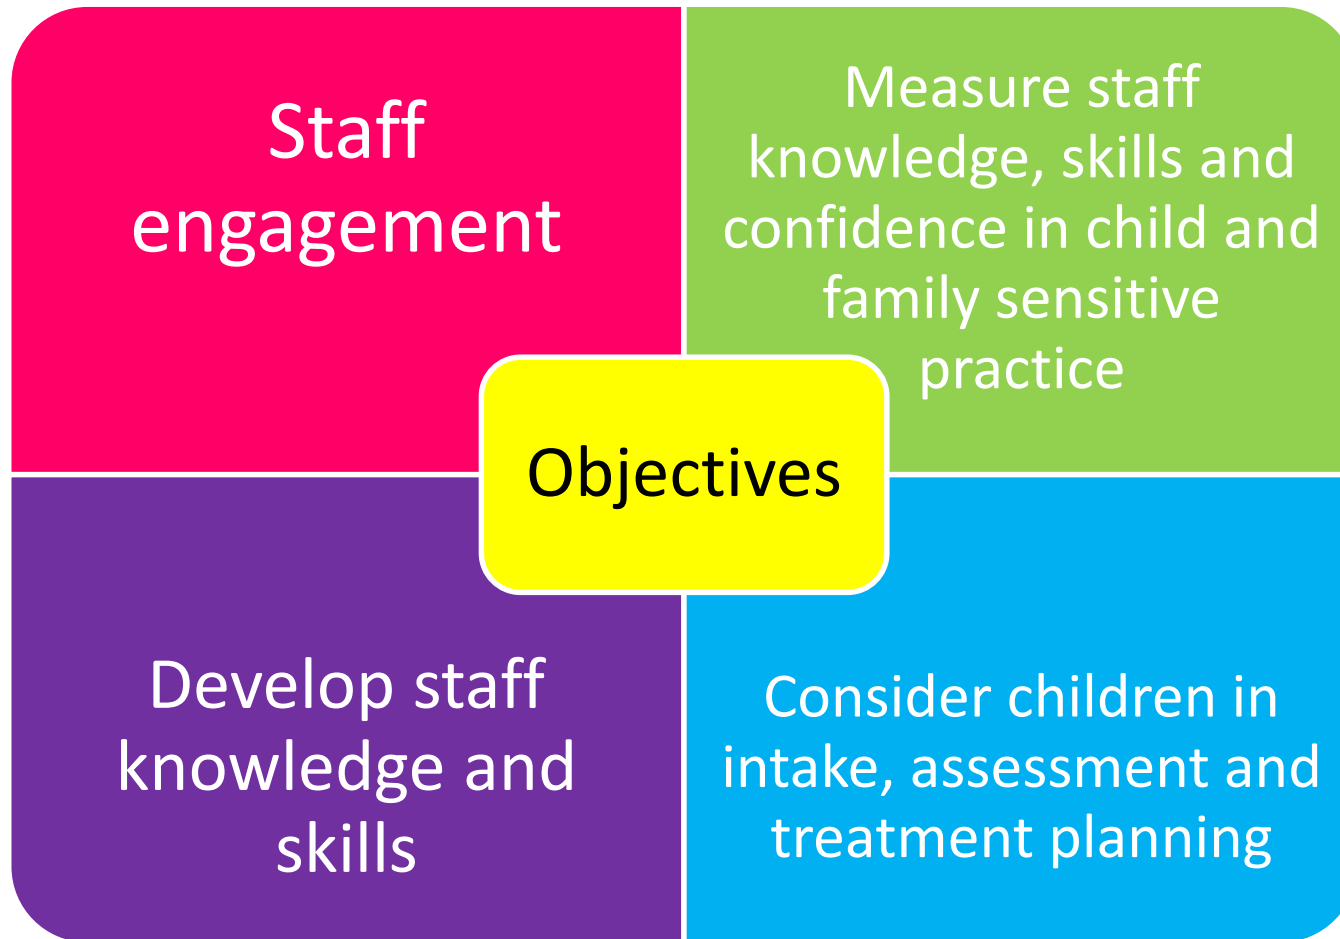 Staff
engagement
Measure staff
knowledge, skills and
confidence in child and
family sensitive
practice
Objectives
Develop staff
knowledge and
skills
Consider children in
intake, assessment and
treatment planning